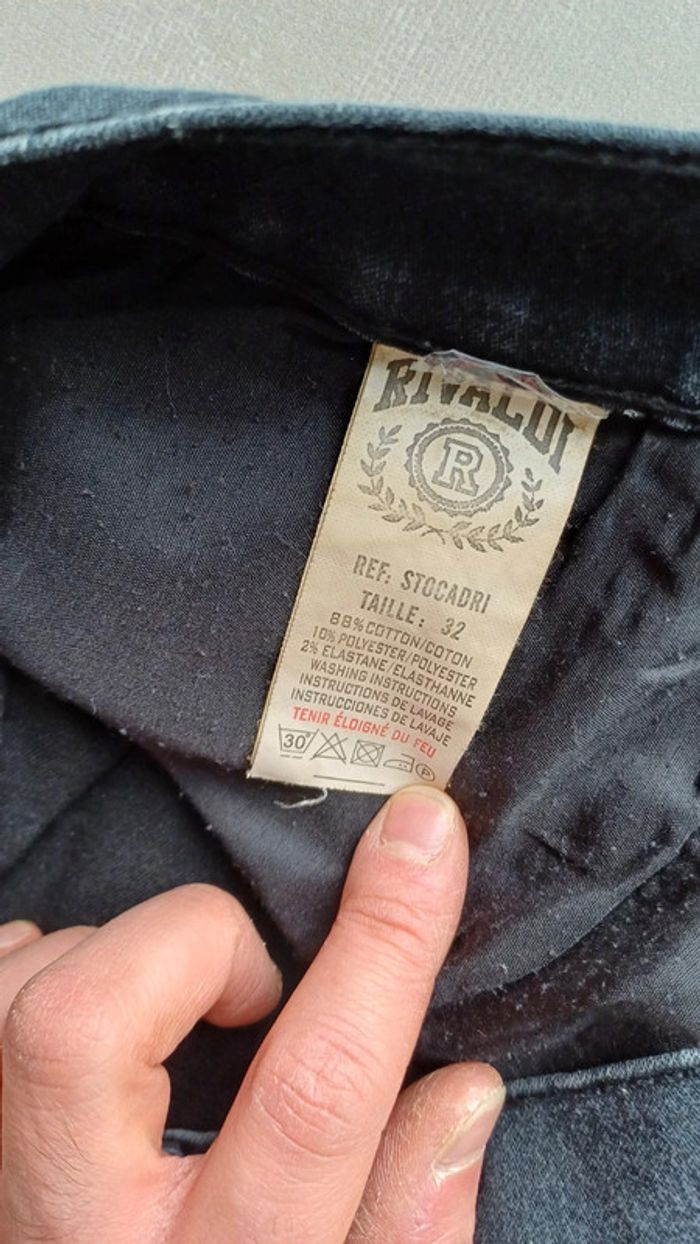 RIVALDI
R
REF: STOCADRI
TAILLE: 32
88% COTTON/COTON
10% POLYESTER/POLYESTER
2% ELASTANE/ELASTHANNE
WASHING INSTRUCTIONS
INSTRUCTIONS DE LAVAGE
INSTRUCCIONES DE LAVAJE
TENIR ÉLOIGNÉ DU FEU
30 P